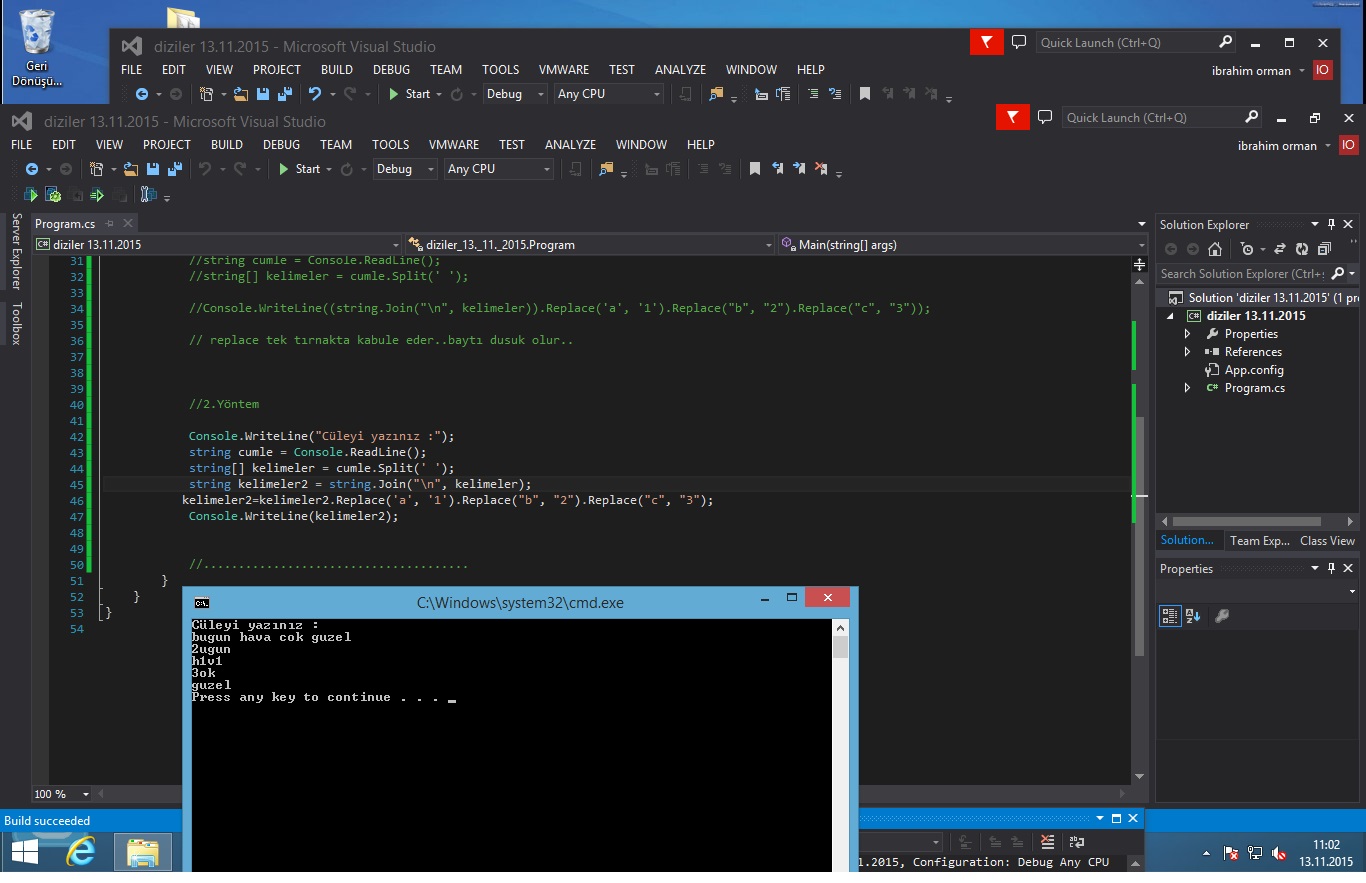 Geri
Dönüşü...
diziler 13.11.2015 - Microsoft Visual Studio
Quick Launch (Ctrl+Q)
FILE EDIT VIEW PROJECT BUILD DEBUG TEAM TOOLS VMWARE TEST ANALYZE WINDOW HELP
ibrahim orman IO
Start Debug Any CPU
diziler 13.11.2015 - Microsoft Visual Studio
Quick Launch (Ctrl+Q)
FILE EDIT VIEW PROJECT BUILD DEBUG TEAM TOOLS VMWARE TEST ANALYZE WINDOW HELP
ibrahim orman IO
Start Debug Any CPU
Server Explorer
Toolbox
Program.cs
diziler 13.11.2015 diziler_13._11._2015.Program Main(string[] args)
31 //string cumle = Console.ReadLine();
32 //string[] kelimeler = cumle.Split(' ');
33
34 //Console.WriteLine((string.Join("\n", kelimeler)).Replace('a', '1').Replace("b", "2").Replace("c", "3"));
35
36 // replace tek tırnakta kabule eder..baytı dusuk olur..
37
38
39
40 //2.Yöntem
41
42 Console.WriteLine("Cüleyi yazınız :");
43 string cumle = Console.ReadLine();
44 string[] kelimeler = cumle.Split(' ');
45 string kelimeler2 = string.Join("\n", kelimeler);
46 kelimeler2=kelimeler2.Replace('a', '1').Replace("b", "2").Replace("c", "3");
47 Console.WriteLine(kelimeler2);
48
49
50 //......................................
51 }
52 }
53 }
54
C:\Windows\system32\cmd.exe
Cüleyi yazınız :
bugun hava cok guzel
2ugun
h1v1
3ok
guzel
Press any key to continue . . . _
100 %
Solution Explorer
Search Solution Explorer (Ctrl+;
Solution 'diziler 13.11.2015' (1 pro
diziler 13.11.2015
Properties
References
App.config
Program.cs
Solution... Team Exp... Class View
Properties
Build succeeded
1.2015, Configuration: Debug Any CPU
11:02
13.11.2015